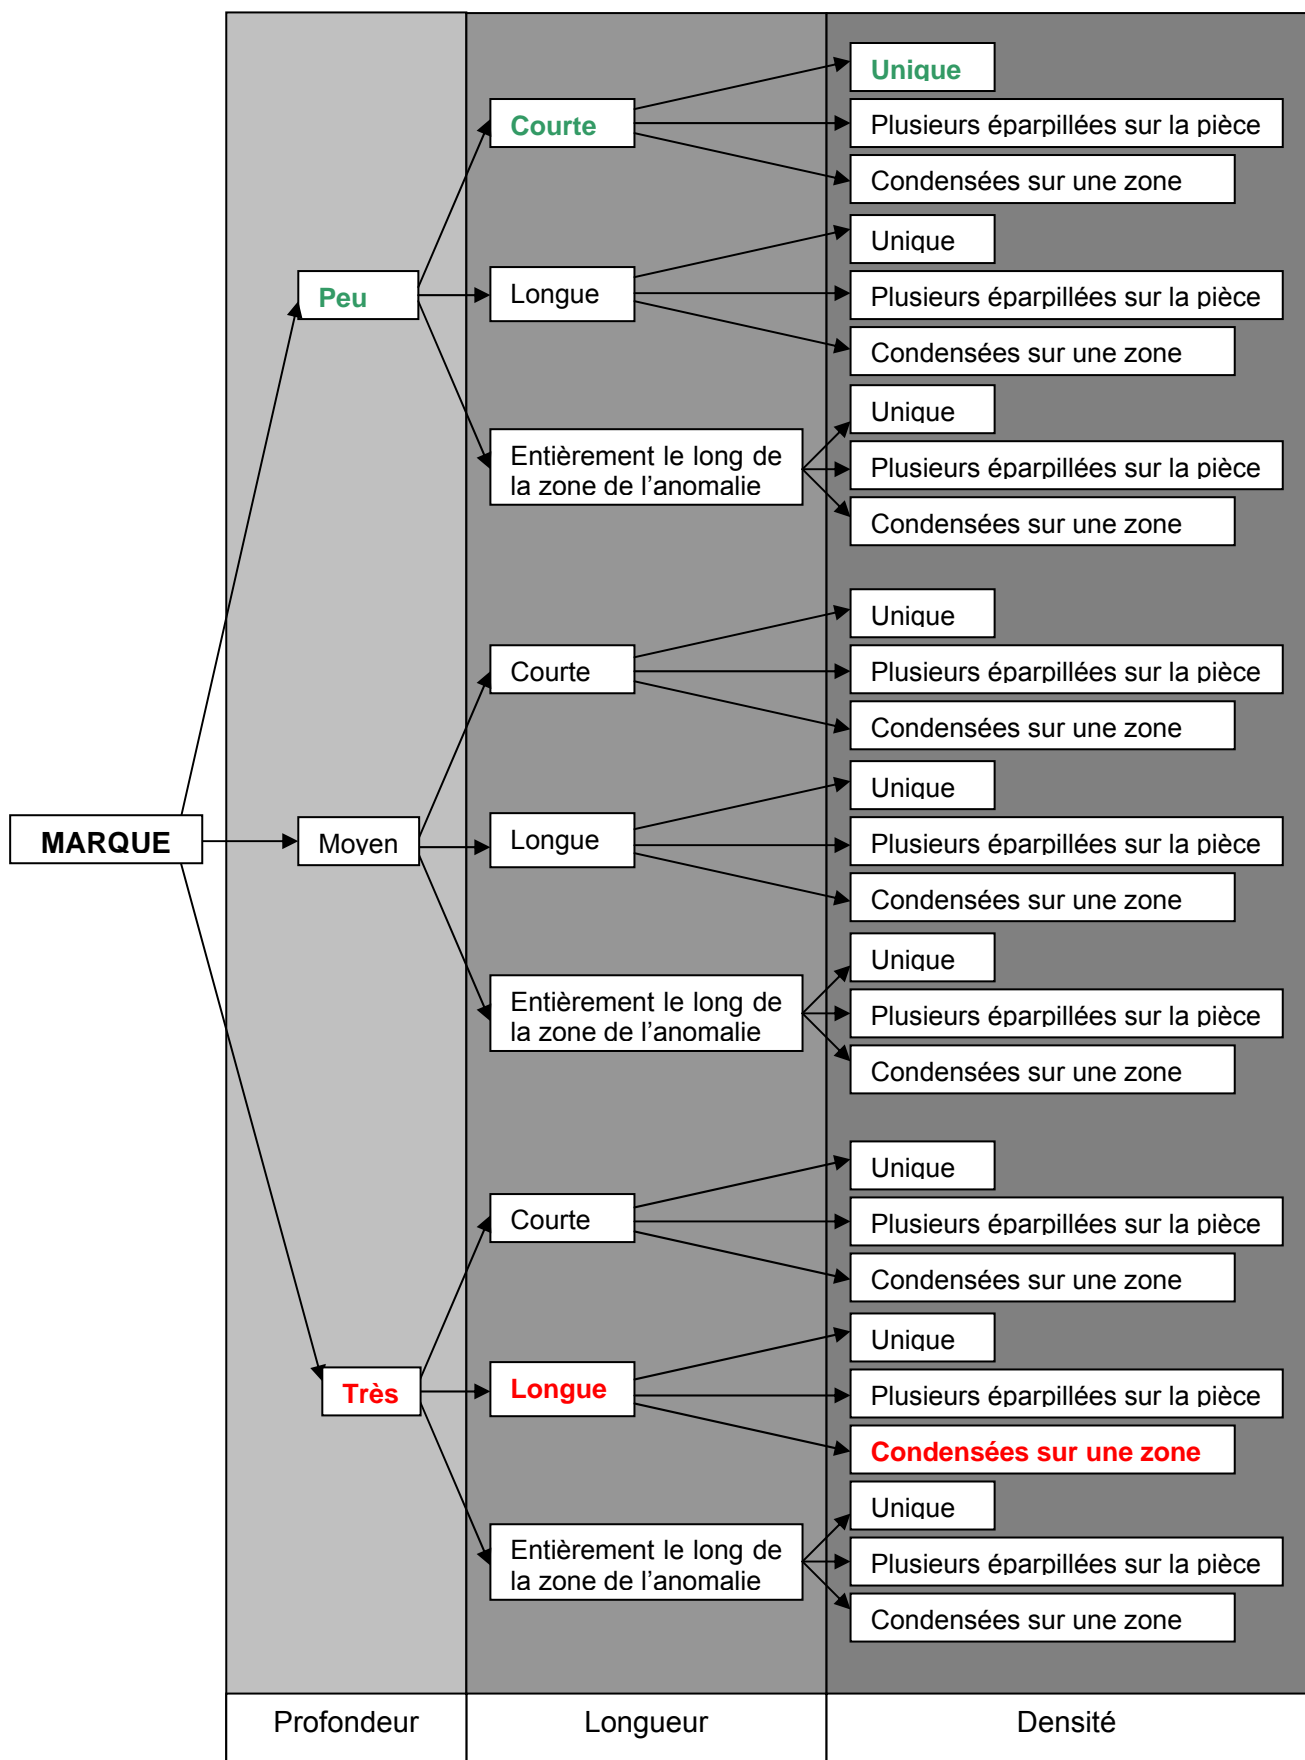 Unique
Courte
Plusieurs éparpillées sur la pièce
Condensées sur une zone
Unique
Peu
Longue
Plusieurs éparpillées sur la pièce
Condensées sur une zone
Unique
Entièrement le long de
la zone de l'anomalie
Plusieurs éparpillées sur la pièce
Condensées sur une zone
Unique
Courte
Plusieurs éparpillées sur la pièce
Condensées sur une zone
Unique
MARQUE
Moyen
Longue
Plusieurs éparpillées sur la pièce
Condensées sur une zone
Unique
Entièrement le long de
la zone de l'anomalie
Plusieurs éparpillées sur la pièce
Condensées sur une zone
Unique
Courte
Plusieurs éparpillées sur la pièce
Condensées sur une zone
Unique
Très
Longue
Plusieurs éparpillées sur la pièce
Condensées sur une zone
Unique
Entièrement le long de
la zone de l'anomalie
Plusieurs éparpillées sur la pièce
Condensées sur une zone
Profondeur
Longueur
Densité